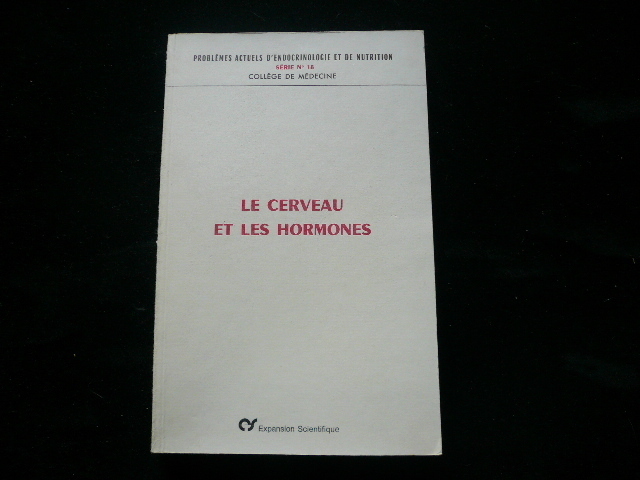 PROBLÈMES ACTUELS D'ENDOCRINOLOGIE ET DE NUTRITION
SÉRIE N° 18
COLLÈGE DE MÉDECINE
LE CERVEAU
ET LES HORMONES
Expansion Scientifique